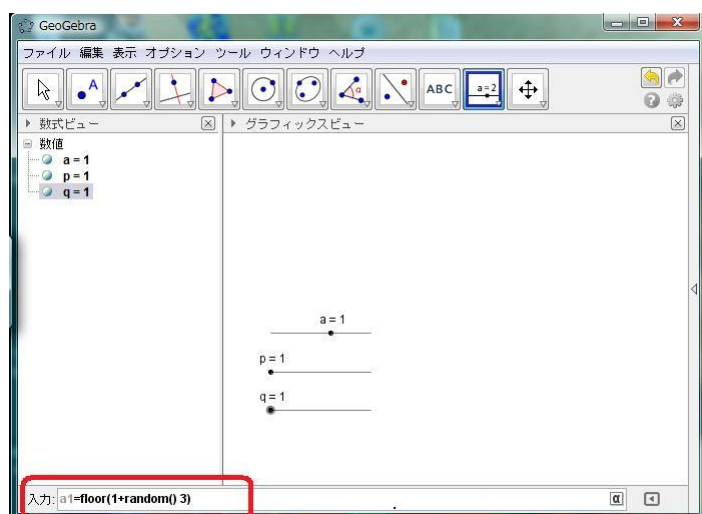 GeoGebra
ファイル 編集 表示 オプション ツール ウィンドウ ヘルプ
A α ABC a=2
数式ビュー
グラフィックスビュー
数値
a = 1
p = 1
q = 1
a = 1
p = 1
q = 1
入力: a1=floor(1+random() 3) α